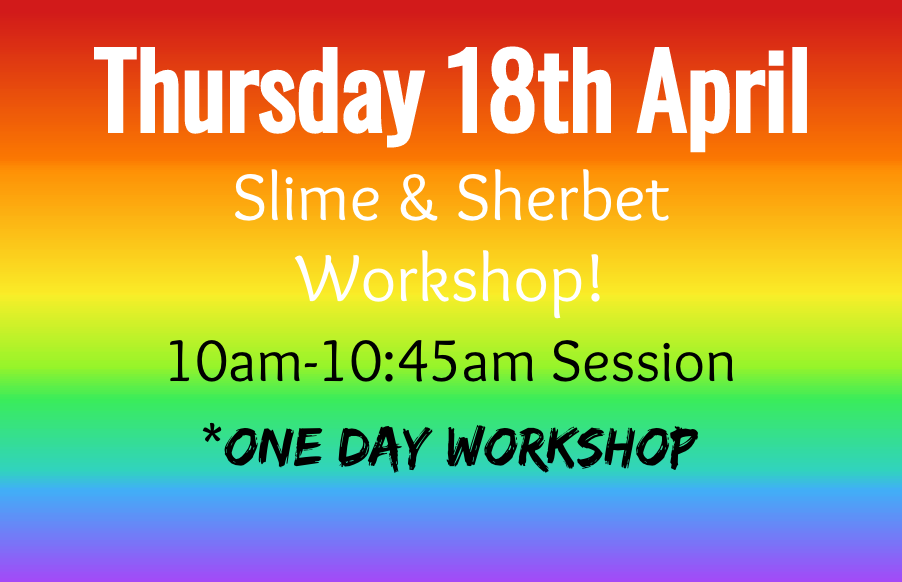 Thursday 18th April
Slime & Sherbet
Workshop!
10am-10:45am Session
*ONE DAY WORKSHOP